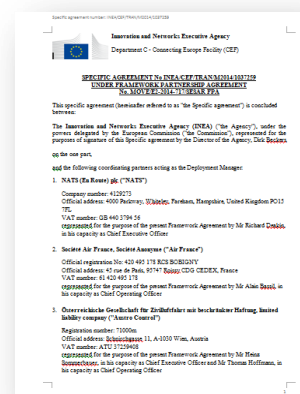 Specific agreement number: INEA/CEF/TRAN/M2014/1037259
Innovation and Networks Executive Agency
Department C - Connecting Europe Facility (CEF)
SPECIFIC AGREEMENT No INEA/CEF/TRAN/M2014/1037259
UNDER FRAMEWORK PARTNERSHIP AGREEMENT
No. MOVE/E2-2014-717/SESAR FPA
This specific agreement (hereinafter referred to as "the Specific agreement") is concluded
between:
The Innovation and Networks Executive Agency (INEA) ("the Agency"), under the
powers delegated by the European Commission ("the Commission"), represented for the
purposes of signature of this Specific agreement by the Director of the Agency, Dirk Beckers
on the one part,
and the following coordinating partners acting as the Deployment Manager:
1. NATS (En Route) plc ("NATS")
Company number: 4129273
Official address: 4000 Parkway, Whiteley, Fareham, Hampshire, United Kingdom PO15
7FL
VAT number: GB 440 3794 56
represented for the purpose of the present Framework Agreement by Mr Richard Deakin,
in his capacity as Chief Executive Officer
2. Société Air France, Société Anonyme ("Air France")
Official registration No: 420 495 178 RCS BOBIGNY
Official address: 45 rue de Paris, 95747 Roissy CDG CEDEX, France
VAT number: 61 420 495 178
represented for the purpose of the present Framework Agreement by Mr Alain Bassil, in
his capacity as Chief Operating Officer
3. Österreichische Gesellschaft für Zivilluftfahrt mit beschränkter Haftung, limited
liability company ("Austro Control")
Registration number: 71000m
Official address: Schnirchgasse 11, A-1030 Wien, Austria
VAT number: ATU 37259408
represented for the purpose of the present Framework Agreement by Mr Heinz
Sommerbauer, in his capacity as Chief Executive Officer and Mr Thomas Hoffmann, in
his capacity as Chief Operating Officer
1